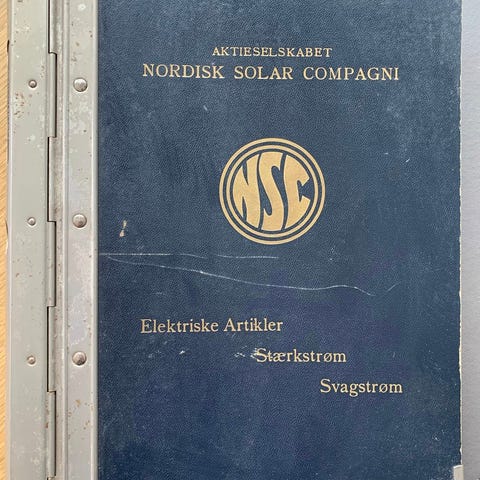 AKTIESELSKABET
NORDISK SOLAR COMPAGNI
NSC
Elektriske Artikler
Stærkstrøm
Svagstrøm